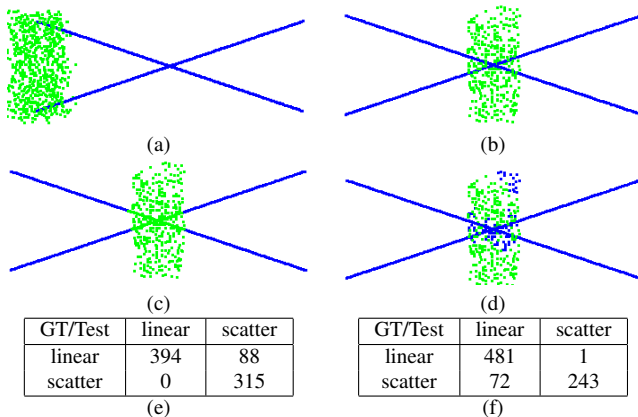 (a)
(b)
(c)
(d)
GT/Test linear scatter
linear 394 88
scatter 0 315
(e)
GT/Test linear scatter
linear 481 1
scatter 72 243
(f)